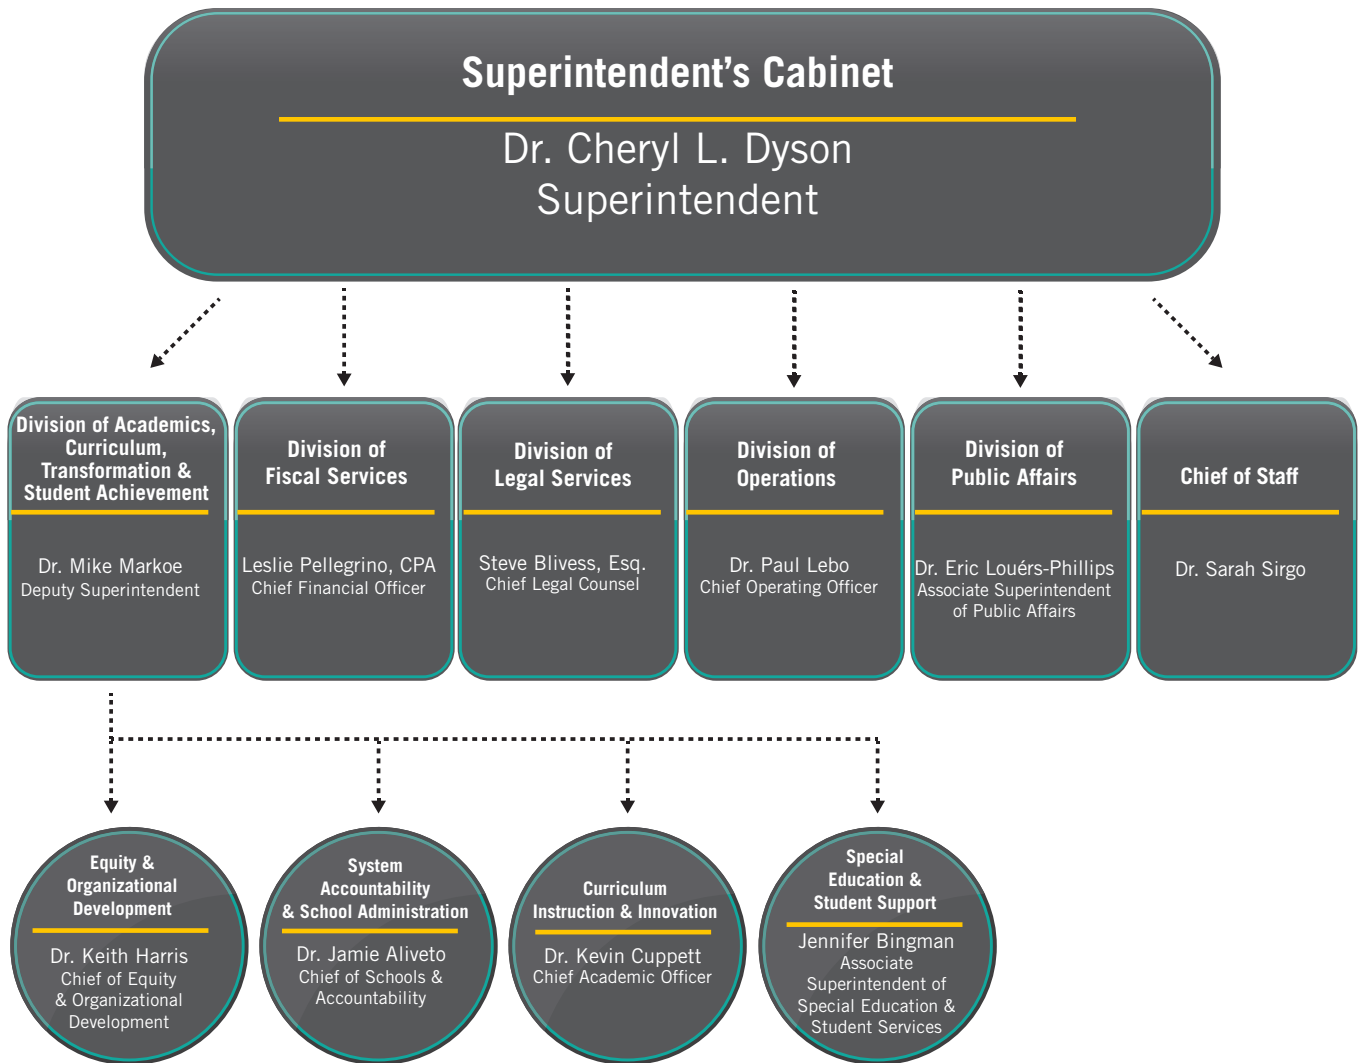 Superintendent’s Cabinet
Dr. Cheryl L. Dyson
Superintendent
Division of Academics,
Curriculum,
Transformation &
Student Achievement
Dr. Mike Markoe
Deputy Superintendent
Division of
Fiscal Services
Leslie Pellegrino, CPA
Chief Financial Officer
Division of
Legal Services
Steve Blivess, Esq.
Chief Legal Counsel
Division of
Operations
Dr. Paul Lebo
Chief Operating Officer
Division of
Public Affairs
Dr. Eric Louérs-Phillips
Associate Superintendent
of Public Affairs
Chief of Staff
Dr. Sarah Sirgo
Equity &
Organizational
Development
Dr. Keith Harris
Chief of Equity
& Organizational
Development
System
Accountability
& School Administration
Dr. Jamie Aliveto
Chief of Schools &
Accountability
Curriculum
Instruction & Innovation
Dr. Kevin Cuppett
Chief Academic Officer
Special
Education &
Student Support
Jennifer Bingman
Associate
Superintendent of
Special Education &
Student Services